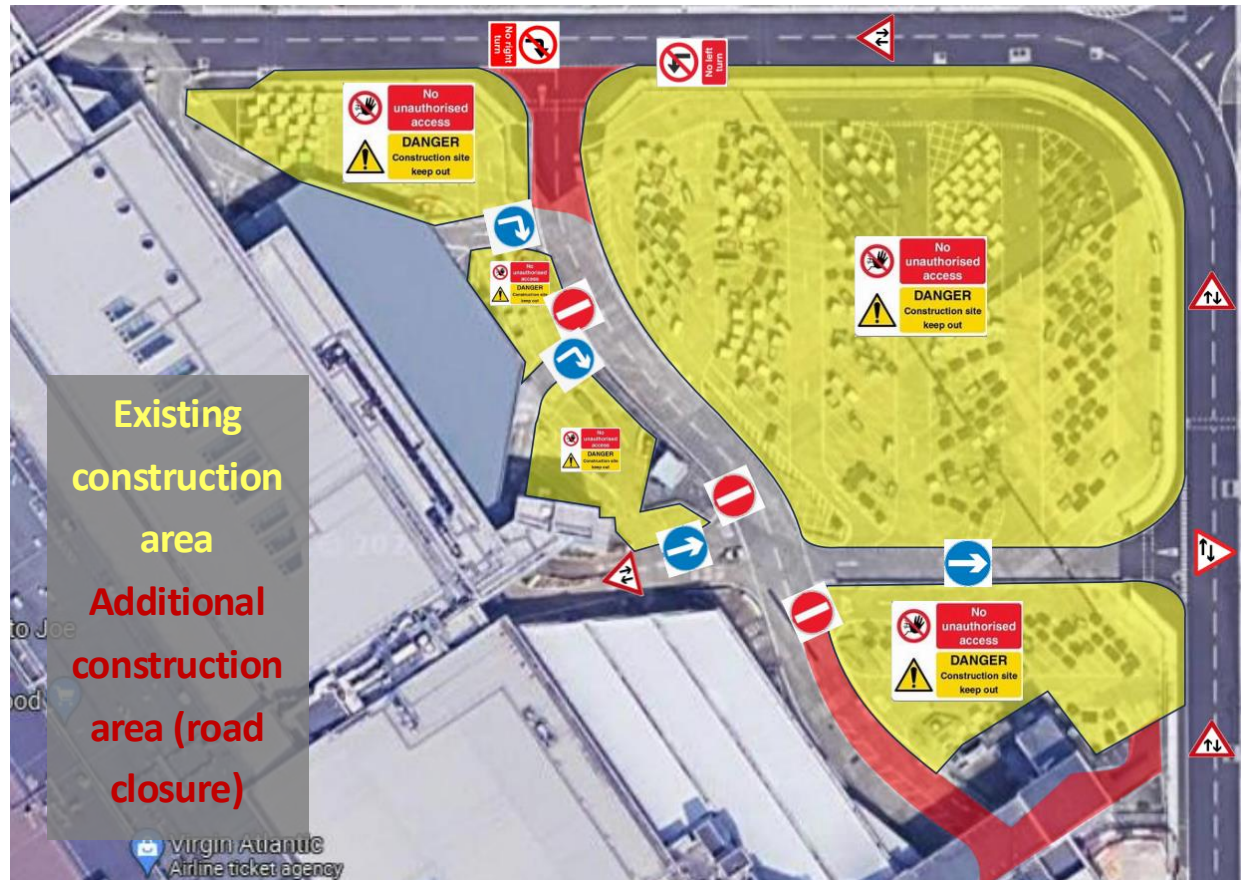 No right
turn
No left
turn
No
unauthorised
access
DANGER
Construction site
keep out
No
unauthorised
access
DANGER
Construction site
keep out
No
unauthorised
access
DANGER
Construction site
keep out
Existing
construction
area
Additional
construction
area (road
closure)
No
unauthorised
access
DANGER
Construction site
keep out
No
unauthorised
access
DANGER
Construction site
keep out
to Joe
ood
Virgin Atlantic
Airline ticket agency